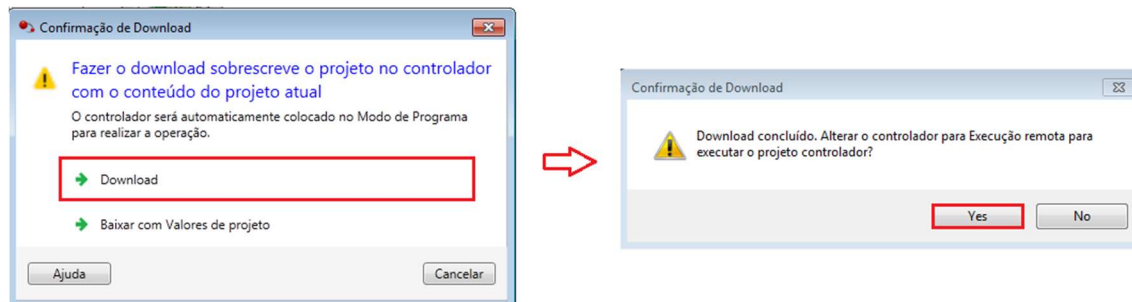 Confirmação de Download
Fazer o download sobrescreve o projeto no controlador
com o conteúdo do projeto atual
O controlador será automaticamente colocado no Modo de Programa
para realizar a operação.
Download
Baixar com Valores de projeto
Ajuda
Cancelar
Confirmação de Download
Download concluído. Alterar o controlador para Execução remota para
executar o projeto controlador?
Yes
No